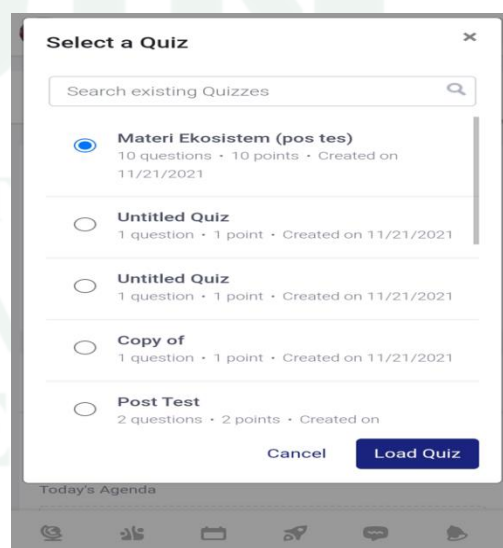 Select a Quiz
×
Search existing Quizzes
Materi Ekosistem (pos tes)
10 questions • 10 points • Created on
11/21/2021
Untitled Quiz
1 question • 1 point • Created on 11/21/2021
Untitled Quiz
1 question • 1 point • Created on 11/21/2021
Copy of
1 question • 1 point • Created on 11/21/2021
Post Test
2 questions • 2 points • Created on
Cancel Load Quiz
Today's Agenda